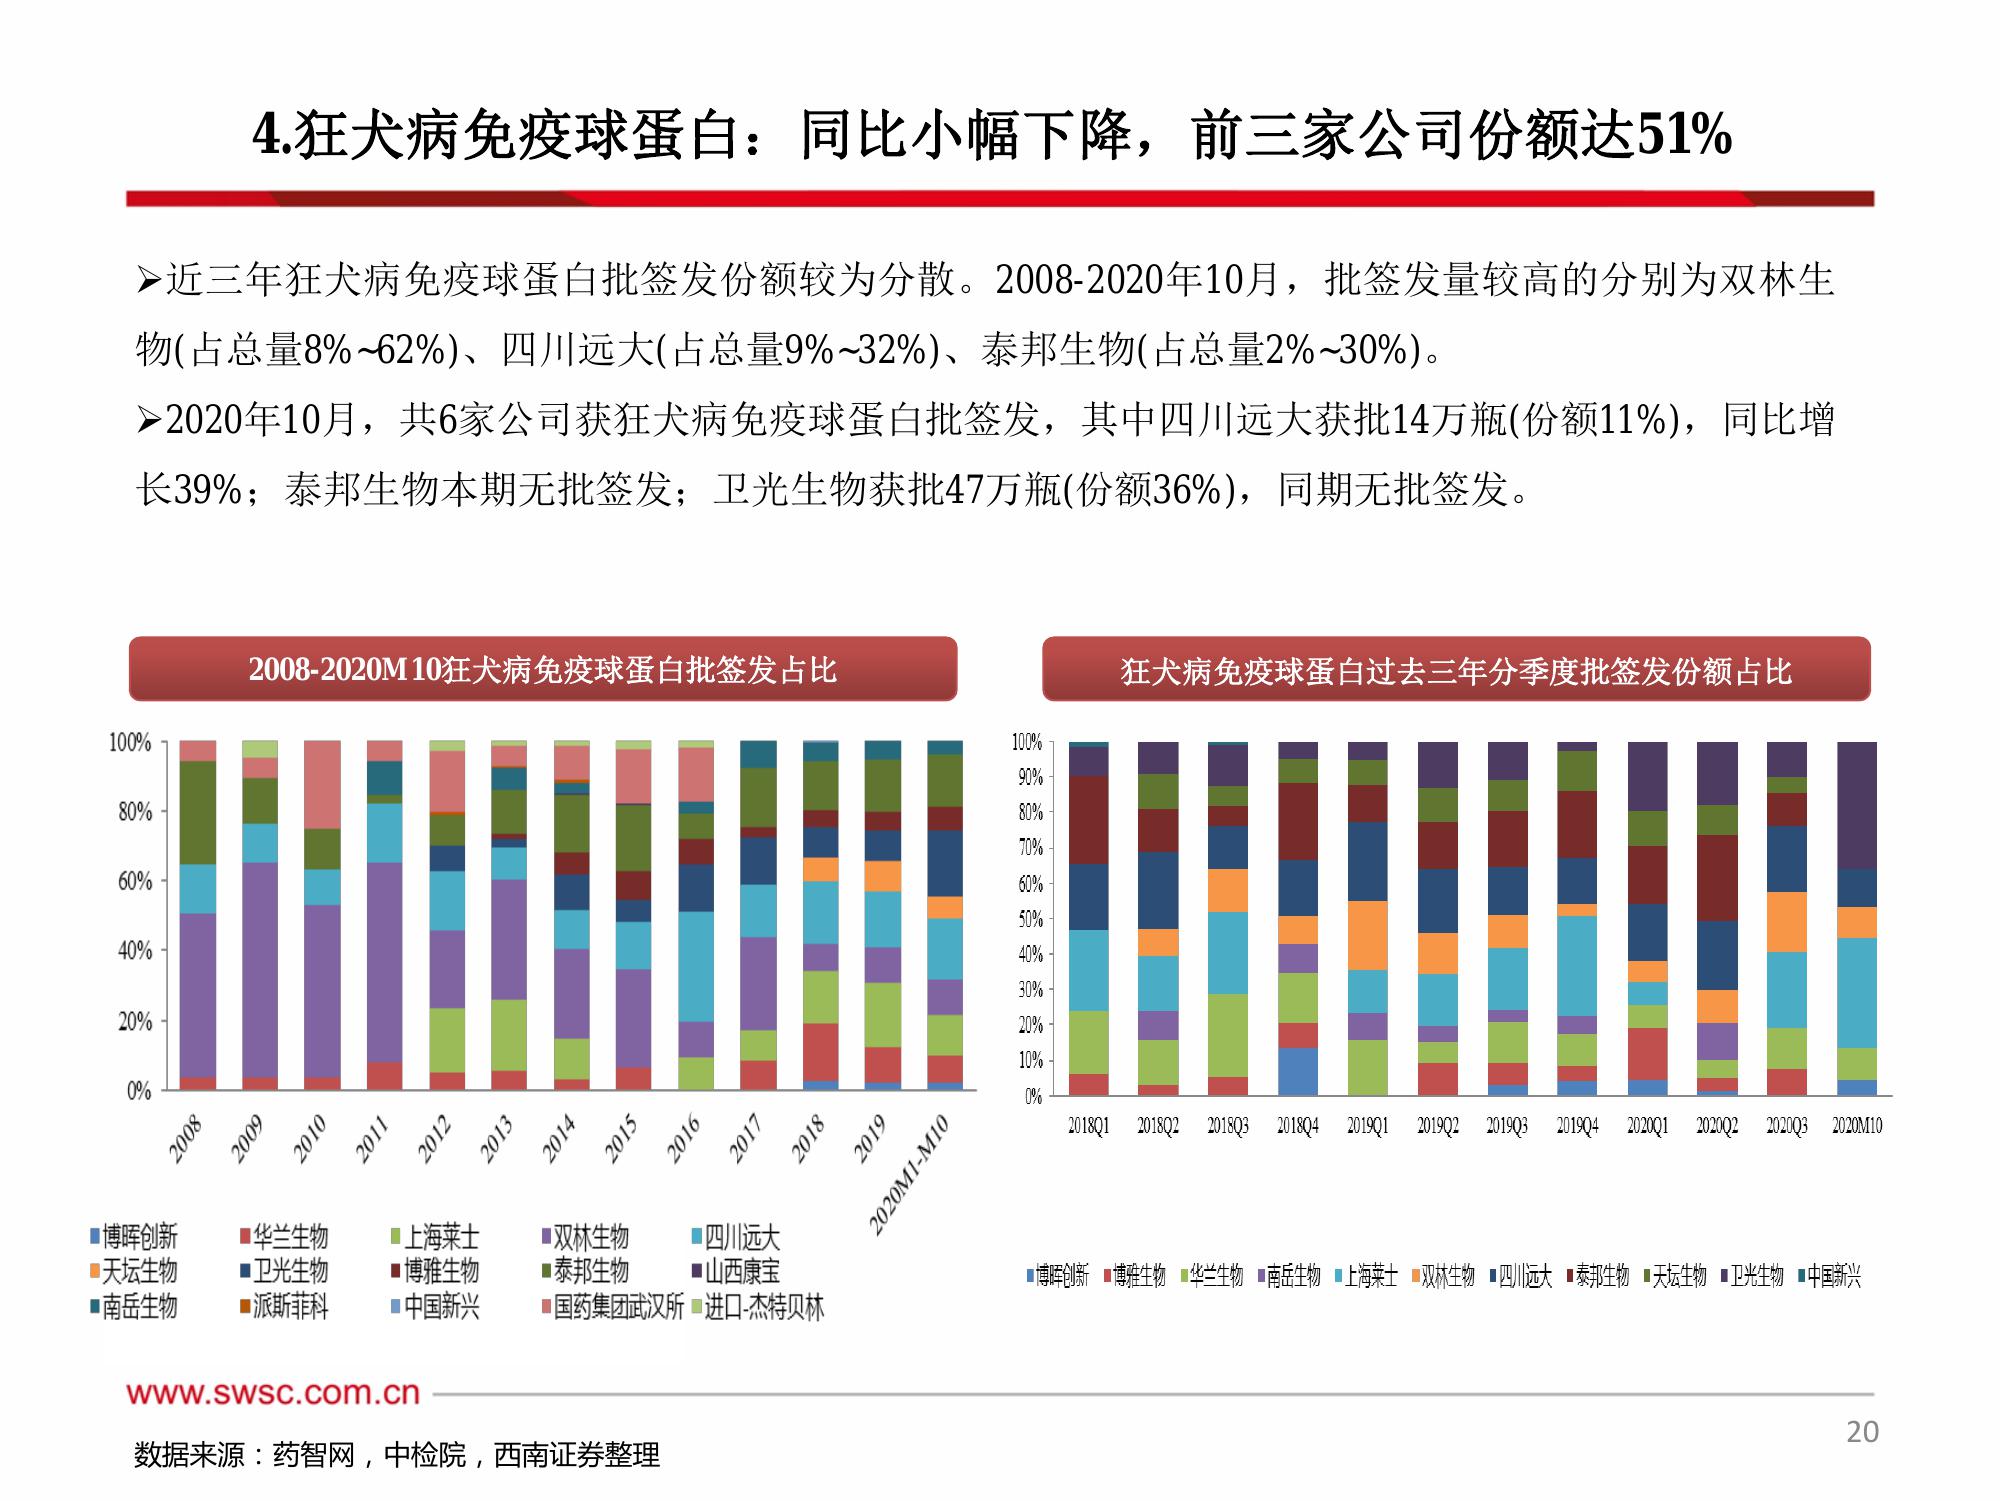 4.狂犬病免疫球蛋白：同比小幅下降，前三家公司份额达51%
➢近三年狂犬病免疫球蛋白批签发份额较为分散。2008-2020年10月，批签发量较高的分别为双林生
物(占总量8%~62%)、四川远大(占总量9%~32%)、泰邦生物(占总量2%~30%)。
➢2020年10月，共6家公司获狂犬病免疫球蛋白批签发，其中四川远大获批14万瓶(份额11%)，同比增
长39%；泰邦生物本期无批签发；卫光生物获批47万瓶(份额36%)，同期无批签发。
2008-2020M10狂犬病免疫球蛋白批签发占比
100%
80%
60%
40%
20%
0%
2008 2009 2010 2011 2012 2013 2014 2015 2016 2017 2018 2019 2020M1-M10
博晖创新 华兰生物 上海莱士 双林生物 四川远大
天坛生物 卫光生物 博雅生物 泰邦生物 山西康宝
南岳生物 派斯菲科 中国新兴 国药集团武汉所 进口-杰特贝林
狂犬病免疫球蛋白过去三年分季度批签发份额占比
100%
90%
80%
70%
60%
50%
40%
30%
20%
10%
0%
2018Q1 2018Q2 2018Q3 2018Q4 2019Q1 2019Q2 2019Q3 2019Q4 2020Q1 2020Q2 2020Q3 2020M10
博晖创新 博雅生物 华兰生物 南岳生物 上海莱士 双林生物 四川远大 泰邦生物 天坛生物 卫光生物 中国新兴
www.swsc.com.cn
20
数据来源：药智网，中检院，西南证券整理